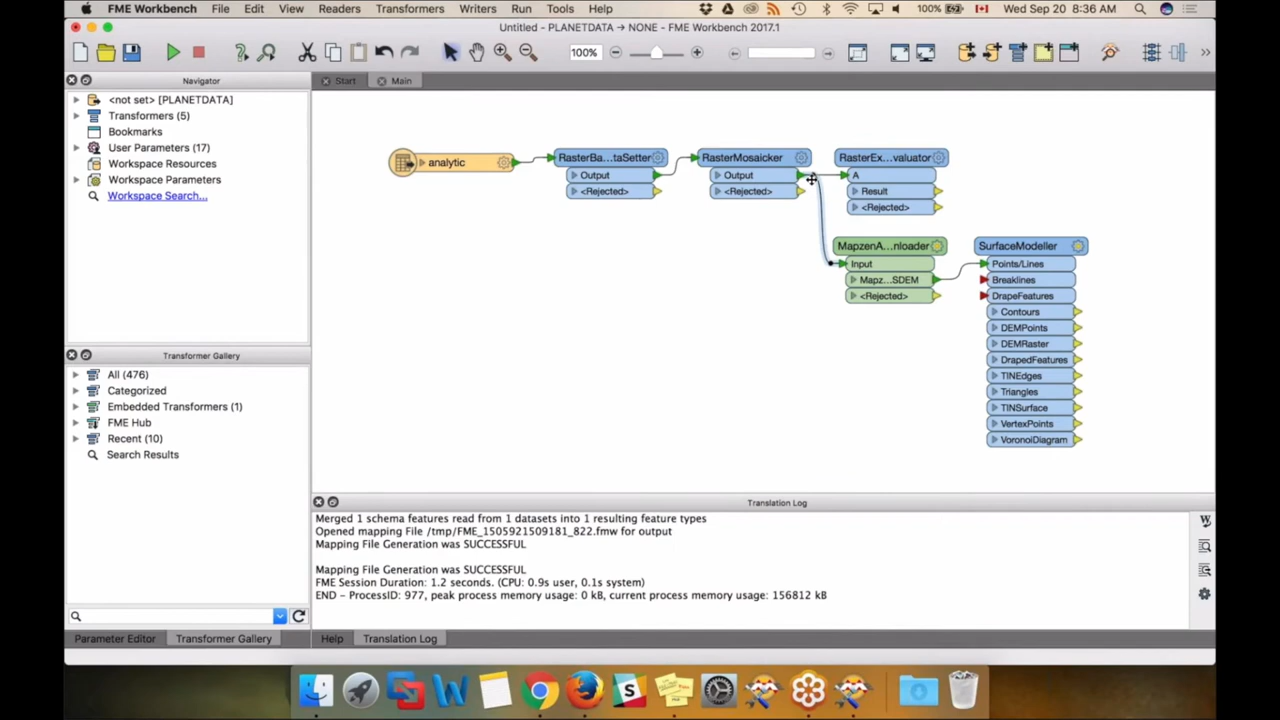 FME Workbench File Edit View Readers Transformers Writers Run Tools Help 100% Wed Sep 20 8:36 AM
Untitled - PLANETDATA → NONE - FME Workbench 2017.1
100%
Navigator
<not set> [PLANETDATA]
Transformers (5)
Bookmarks
User Parameters (17)
Workspace Resources
Workspace Parameters
Workspace Search...
Transformer Gallery
All (476)
Categorized
Embedded Transformers (1)
FME Hub
Recent (10)
Search Results
Parameter Editor Transformer Gallery
Start Main
analytic
RasterBa...taSetter
Output
<Rejected>
RasterMosaicker
Output
<Rejected>
RasterEx...valuator
A
Result
<Rejected>
MapzenA...nloader
Input
Mapz...SDEM
<Rejected>
SurfaceModeller
Points/Lines
Breaklines
DrapeFeatures
Contours
DEMPoints
DEMRaster
DrapedFeatures
TINEdges
Triangles
TINSurface
VertexPoints
VoronoiDiagram
Translation Log
Merged 1 schema features read from 1 datasets into 1 resulting feature types
Opened mapping File /tmp/FME_1505921509181_822.fmw for output
Mapping File Generation was SUCCESSFUL
Mapping File Generation was SUCCESSFUL
FME Session Duration: 1.2 seconds. (CPU: 0.9s user, 0.1s system)
END - ProcessID: 977, peak process memory usage: 0 kB, current process memory usage: 156812 kB
Help Translation Log